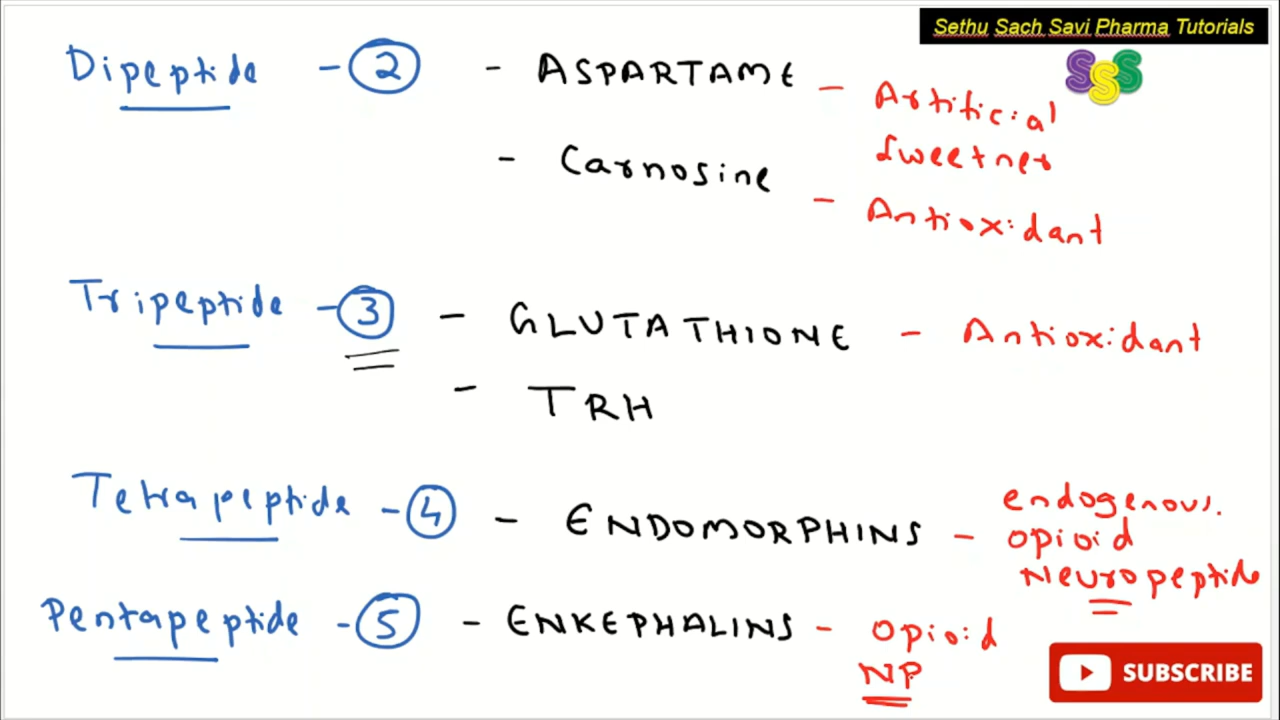 Sethu Sach Savi Pharma Tutorials
SSS
Dipeptide - 2 - ASPARTAME - Artificial
Sweetner
- Carnosine - Antioxidant
Tripeptide - 3 - GLUTATHIONE - Antioxidant
- TRH
Tetrapeptide - 4 - ENDOMORPHINS - endogenous.
opioid
Neuropeptide
Pentapeptide - 5 - ENKEPHALINS - opioid
NP
SUBSCRIBE